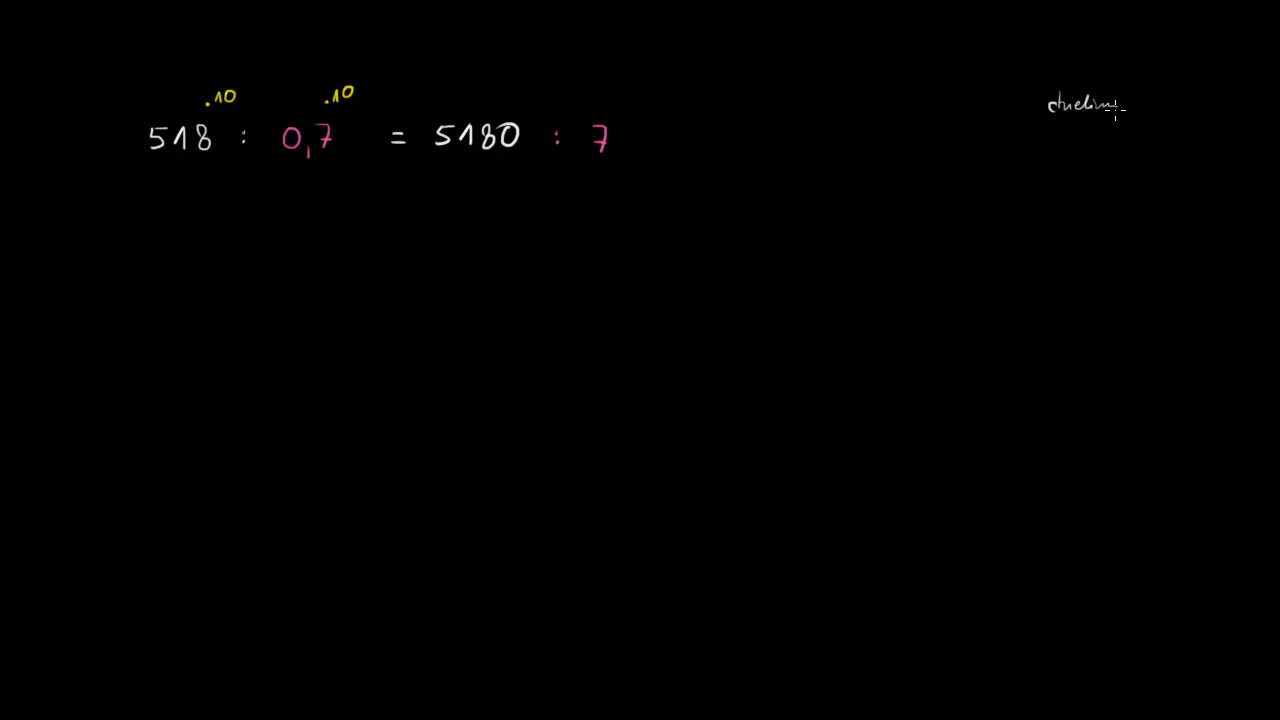 .10 .10
518 : 0,7 = 5180 : 7